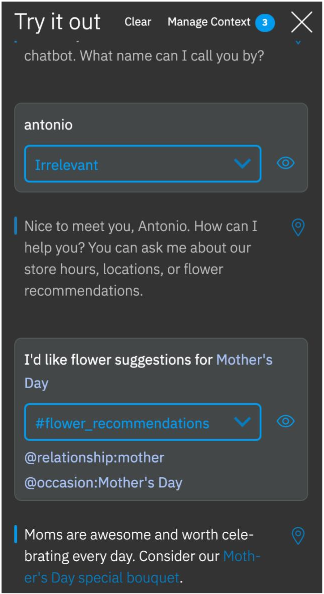 Try it out Clear Manage Context 3
chatbot. What name can I call you by?
antonio
Irrelevant
Nice to meet you, Antonio. How can I
help you? You can ask me about our
store hours, locations, or flower
recommendations.
I'd like flower suggestions for Mother's
Day
#flower_recommendations
@relationship:mother
@occasion:Mother's Day
Moms are awesome and worth cele-
brating every day. Consider our Moth-
er's Day special bouquet.